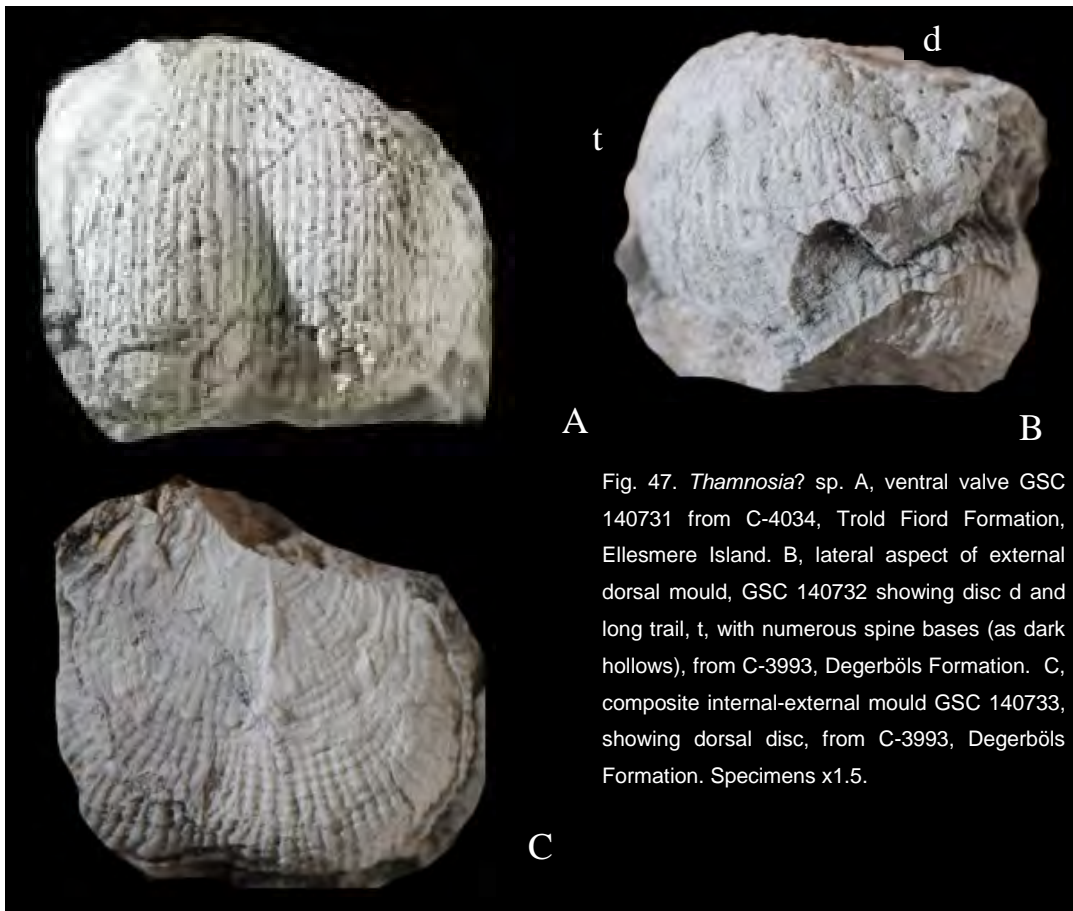 d
t
A
B
Fig. 47. Thamnosia? sp. A, ventral valve GSC
140731 from C-4034, Trold Fiord Formation,
Ellesmere Island. B, lateral aspect of external
dorsal mould, GSC 140732 showing disc d and
long trail, t, with numerous spine bases (as dark
hollows), from C-3993, Degerböls Formation. C,
composite internal-external mould GSC 140733,
showing dorsal disc, from C-3993, Degerböls
Formation. Specimens x1.5.
C